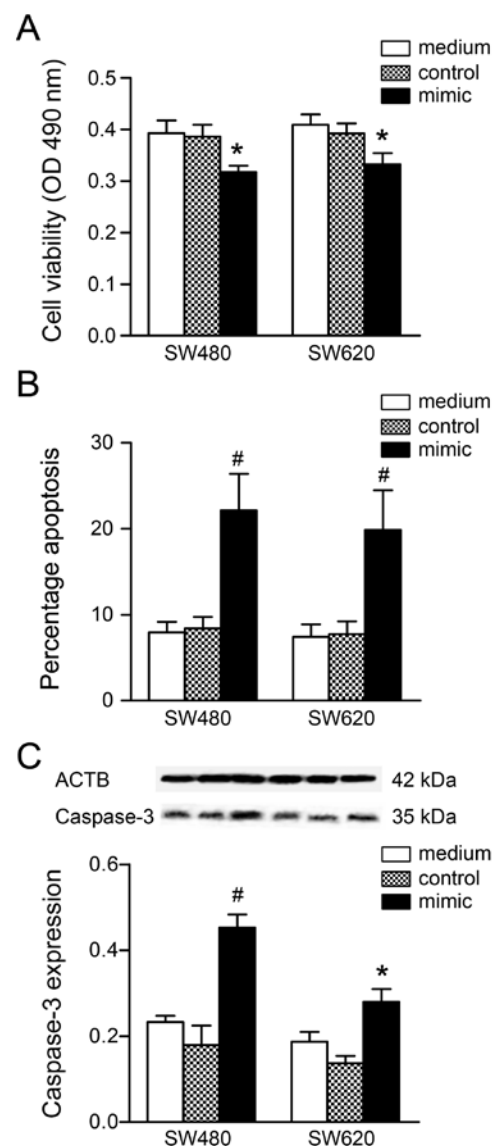 A
medium
control
mimic
Cell viability (OD 490 nm)
0.5
0.4
0.3
0.2
0.1
0.0
*
*
SW480 SW620
B
medium
control
mimic
Percentage apoptosis
30
20
10
0
#
#
SW480 SW620
C
ACTB 42 kDa
Caspase-3 35 kDa
medium
control
mimic
Caspase-3 expression
0.6
0.4
0.2
0.0
#
*
SW480 SW620